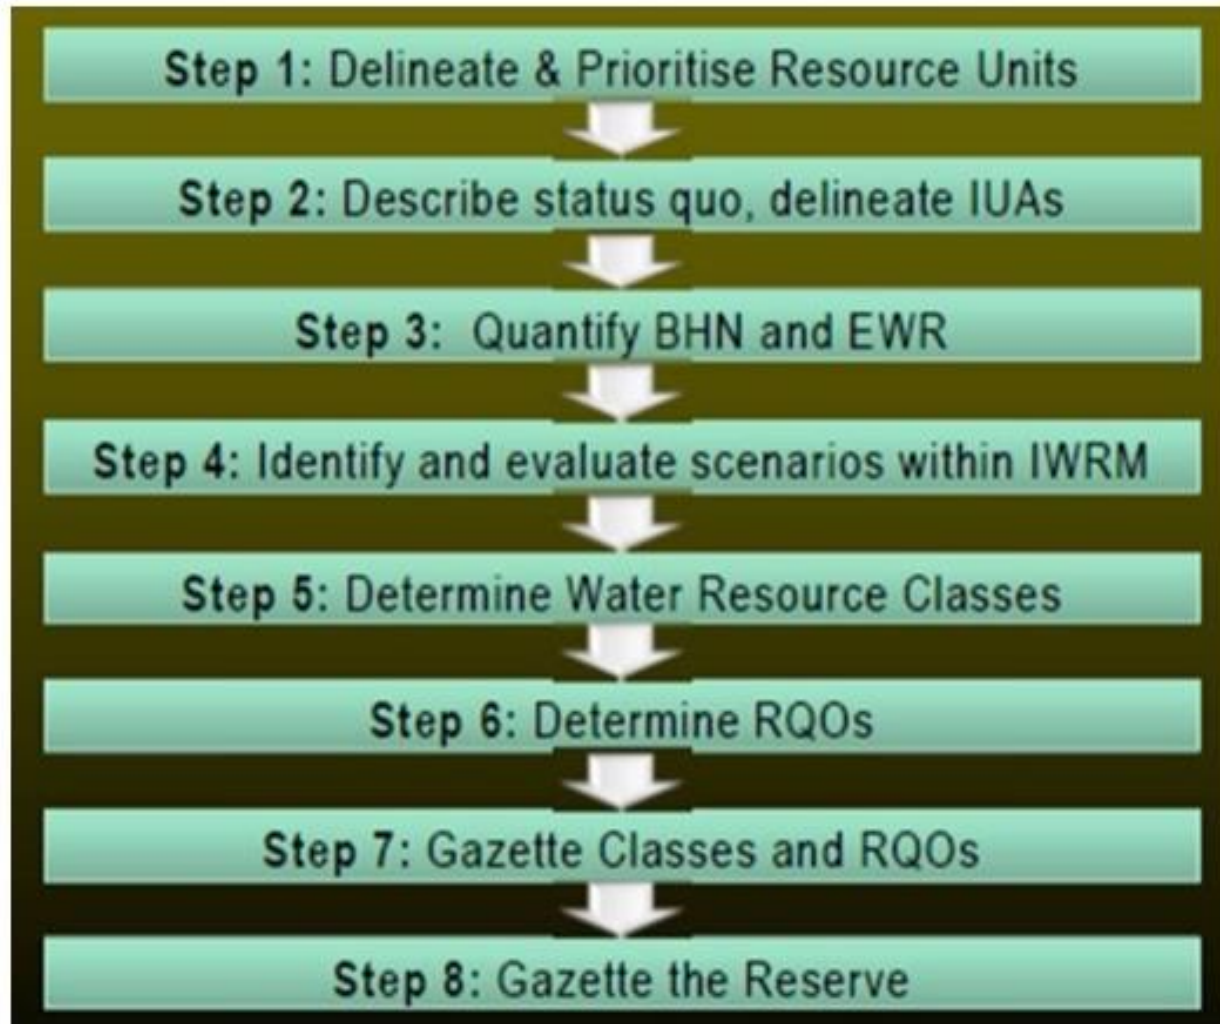 Step 1: Delineate & Prioritise Resource Units
Step 2: Describe status quo, delineate IUAs
Step 3: Quantify BHN and EWR
Step 4: Identify and evaluate scenarios within IWRM
Step 5: Determine Water Resource Classes
Step 6: Determine RQOs
Step 7: Gazette Classes and RQOs
Step 8: Gazette the Reserve